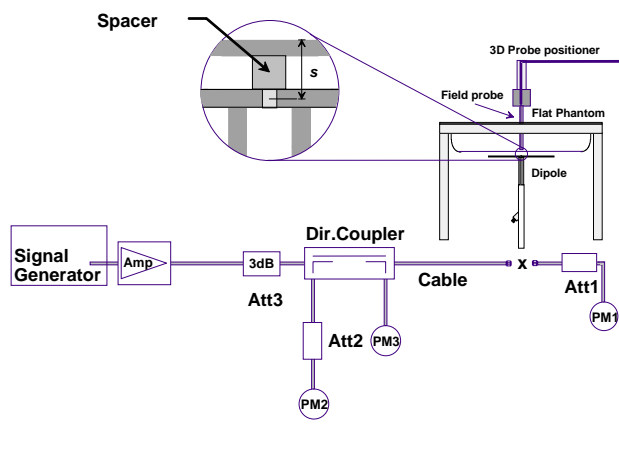 Spacer
s
3D Probe positioner
Field probe
Flat Phantom
Dipole
Signal
Generator
Amp
3dB
Att3
Dir.Coupler
Cable
x
Att1
PM1
Att2
PM3
PM2